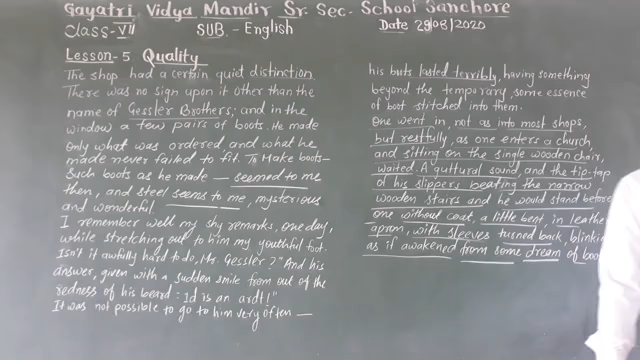 Gayatri Vidya Mandir Sr. Sec. School Sanchore
Class-VII SUB.- English Date 29/08/2020
Lesson-5 Quality
The shop had a certain quiet distinction.
There was no sign upon it other than the
name of Gessler Brothers; and in the
window a few pairs of boots. He made
only what was ordered, and what he
made never failed to fit. To make boots-
Such boots as he made — seemed to me
then, and steel seems to me, mysterious
and wonderful
I remember well my shy remarks, one day,
while stretching out to him my youthful foot.
Isn't it awfully hard to do, Mr. Gessler?" And his
answer, given with a sudden smile from out of the
redness of his beard: Id is an ardt!"
It was not possible to go to him very often —
his boots lasted terribly, having something
beyond the temporary, some essence
of boot stitched into them.
One went in, not as into most shops,
but restfully, as one enters a church,
and sitting on the single wooden chair,
waited. A guttural sound, and the tip-tap
of his slippers beating the narrow
wooden stairs and he would stand before
one without coat, a little bent, in leather
apron, with sleeves turned back, blinking
as if awakened from some dream of boots